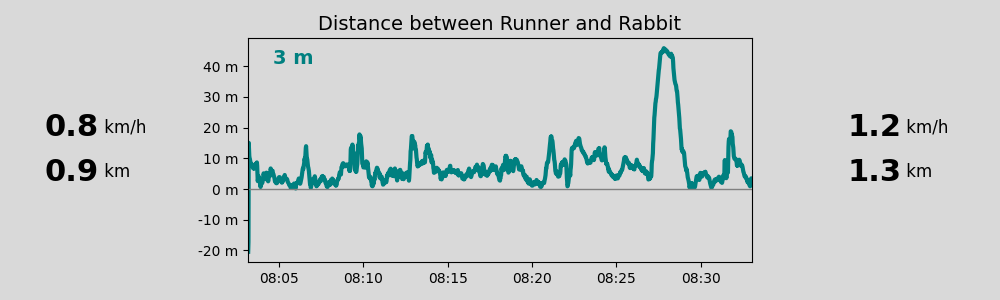 Distance between Runner and Rabbit
3 m
40 m
30 m
20 m
10 m
0 m
-10 m
-20 m
08:05 08:10 08:15 08:20 08:25 08:30
0.8 km/h
0.9 km
1.2 km/h
1.3 km